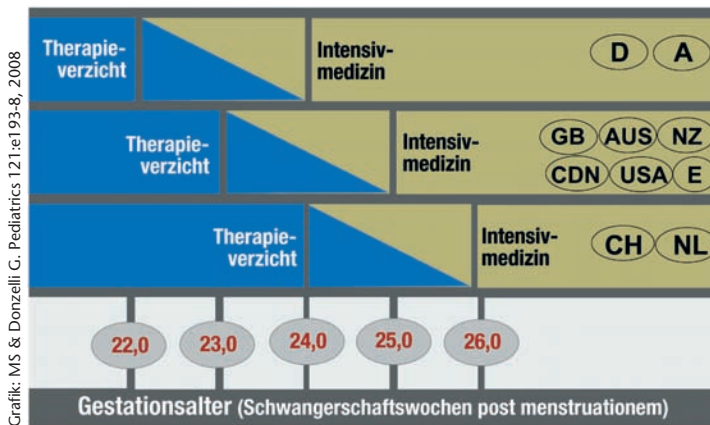 Grafik: MS & Donzelli G. Pediatrics 121:e193-8, 2008
Therapie-
verzicht
Intensiv-
medizin
D A
Therapie-
verzicht
Intensiv-
medizin
GB AUS NZ
CDN USA E
Therapie-
verzicht
Intensiv-
medizin
CH NL
22,0 23,0 24,0 25,0 26,0
Gestationsalter (Schwangerschaftswochen post menstruationem)